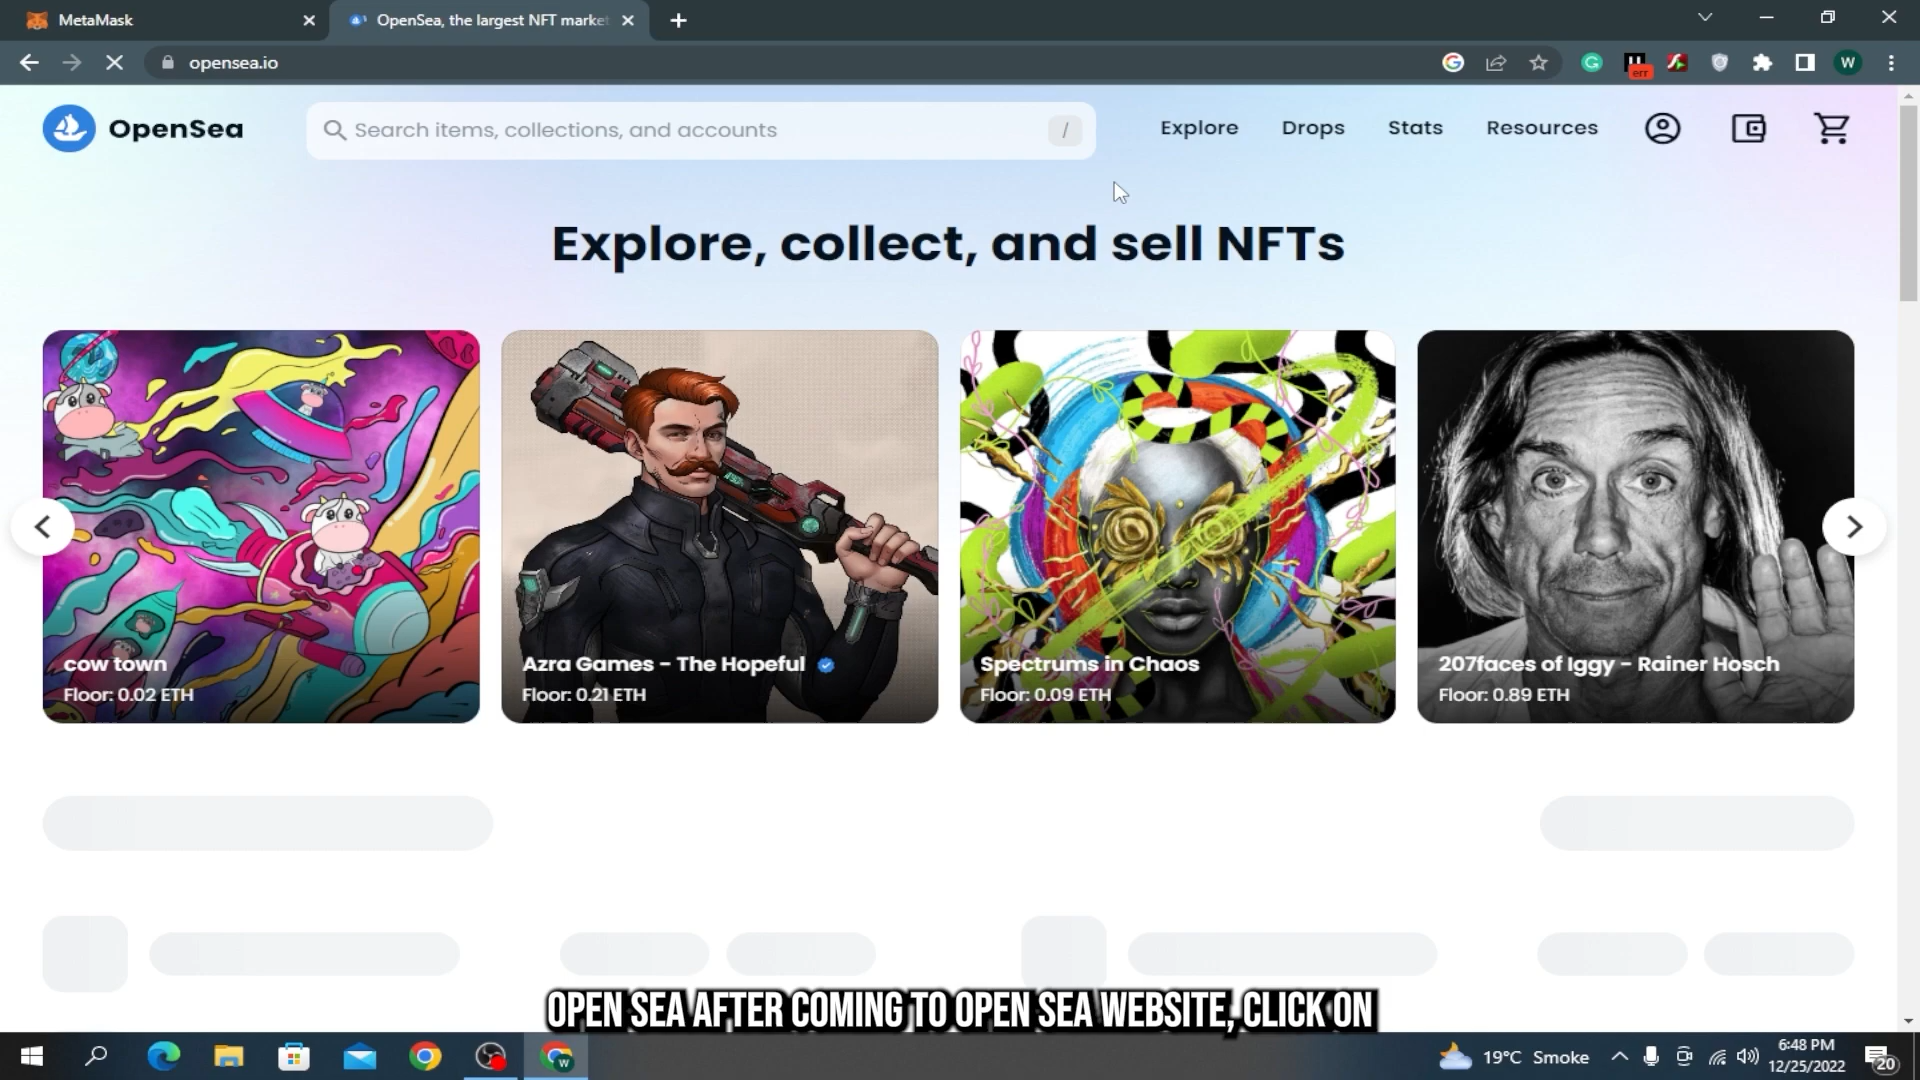 MetaMask
OpenSea, the largest NFT market
opensea.io
err
W
OpenSea
Search items, collections, and accounts
/
Explore
Drops
Stats
Resources
Explore, collect, and sell NFTs
cow town
Floor: 0.02 ETH
Azra Games - The Hopeful
Floor: 0.21 ETH
Spectrums in Chaos
Floor: 0.09 ETH
207faces of Iggy - Rainer Hosch
Floor: 0.89 ETH
OPEN SEA AFTER COMING TO OPEN SEA WEBSITE, CLICK ON
W
19°C Smoke
6:48 PM
12/25/2022
20